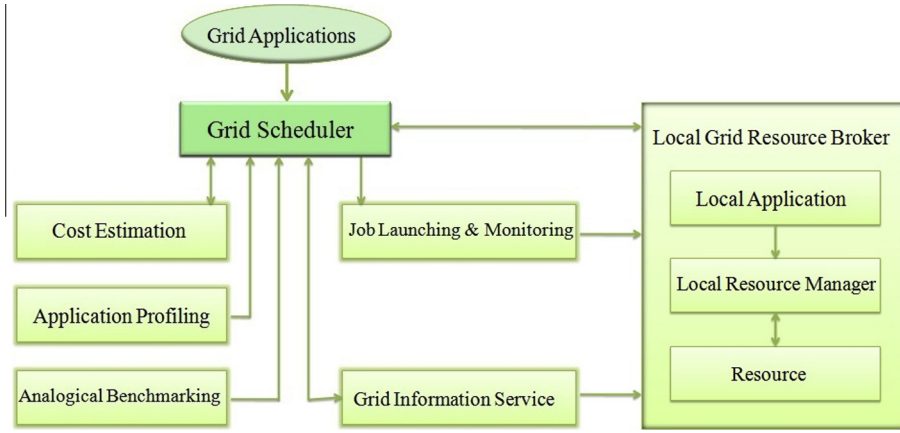 Grid Applications
Grid Scheduler
Local Grid Resource Broker
Local Application
Cost Estimation
Job Launching & Monitoring
Local Resource Manager
Application Profiling
Resource
Analogical Benchmarking
Grid Information Service